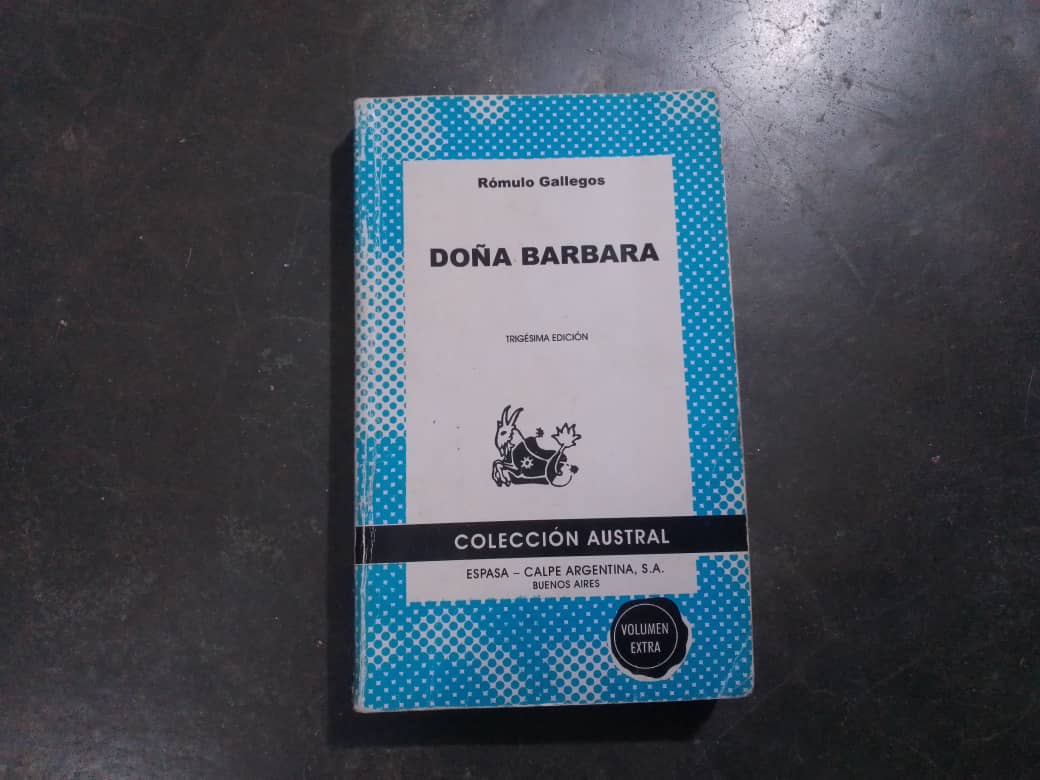 Rómulo Gallegos
DOÑA BARBARA
TRIGÉSIMA EDICIÓN
COLECCIÓN AUSTRAL
ESPASA – CALPE ARGENTINA, S.A.
BUENOS AIRES
VOLUMEN
EXTRA